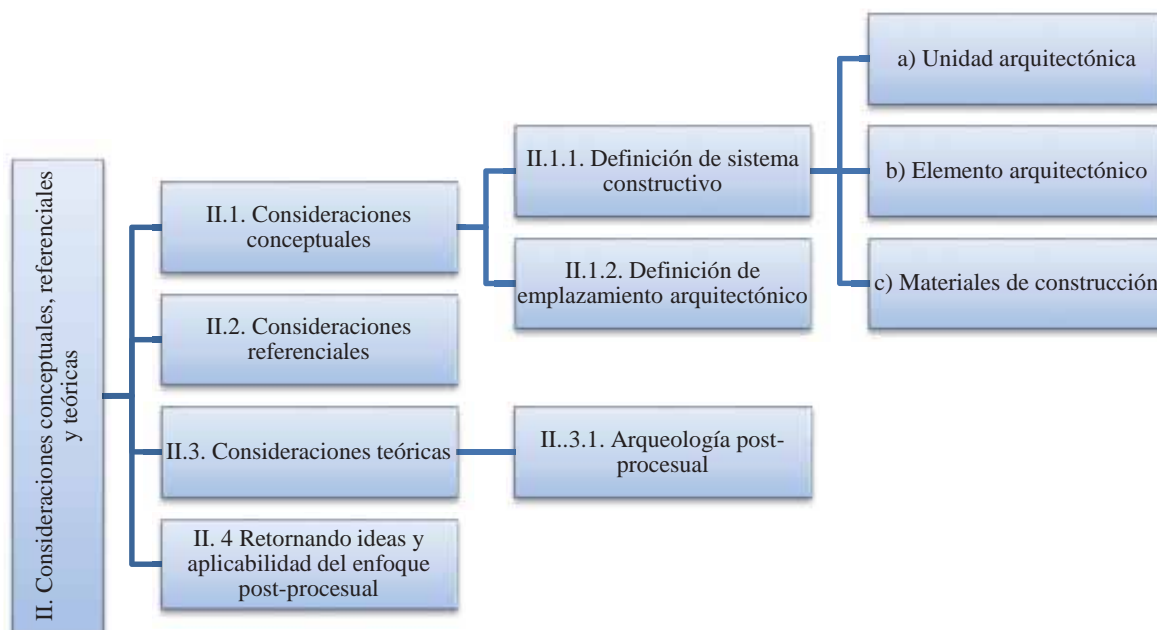 II. Consideraciones conceptuales, referenciales
y teóricas
II.1. Consideraciones
conceptuales
II.1.1. Definición de sistema
constructivo
a) Unidad arquitectónica
b) Elemento arquitectónico
c) Materiales de construcción
II.1.2. Definición de
emplazamiento arquitectónico
II.2. Consideraciones
referenciales
II.3. Consideraciones teóricas
II..3.1. Arqueología post-
procesual
II. 4 Retornando ideas y
aplicabilidad del enfoque
post-procesual